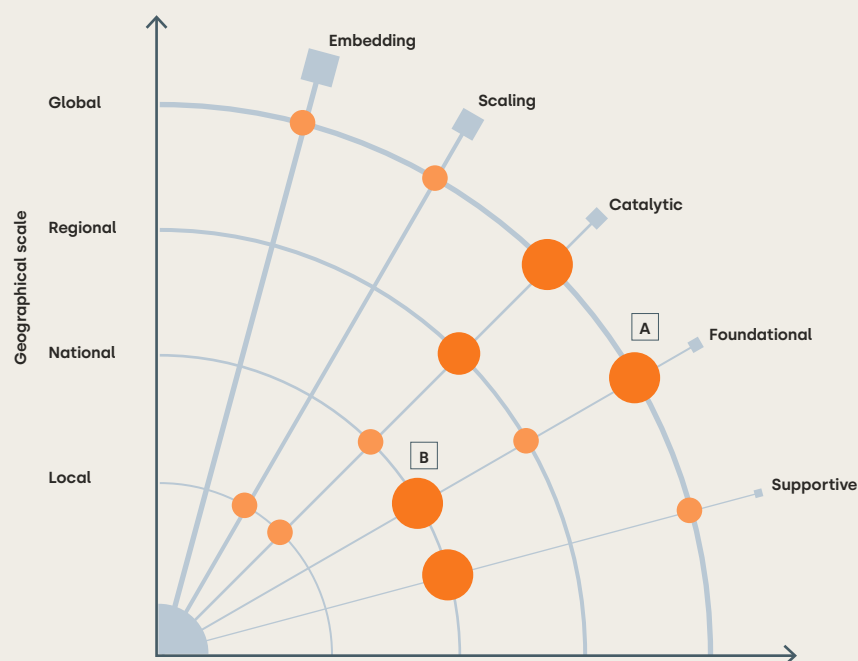 Embedding
Scaling
Global
Catalytic
Regional
Geographical scale
A
Foundational
National
B
Local
Supportive